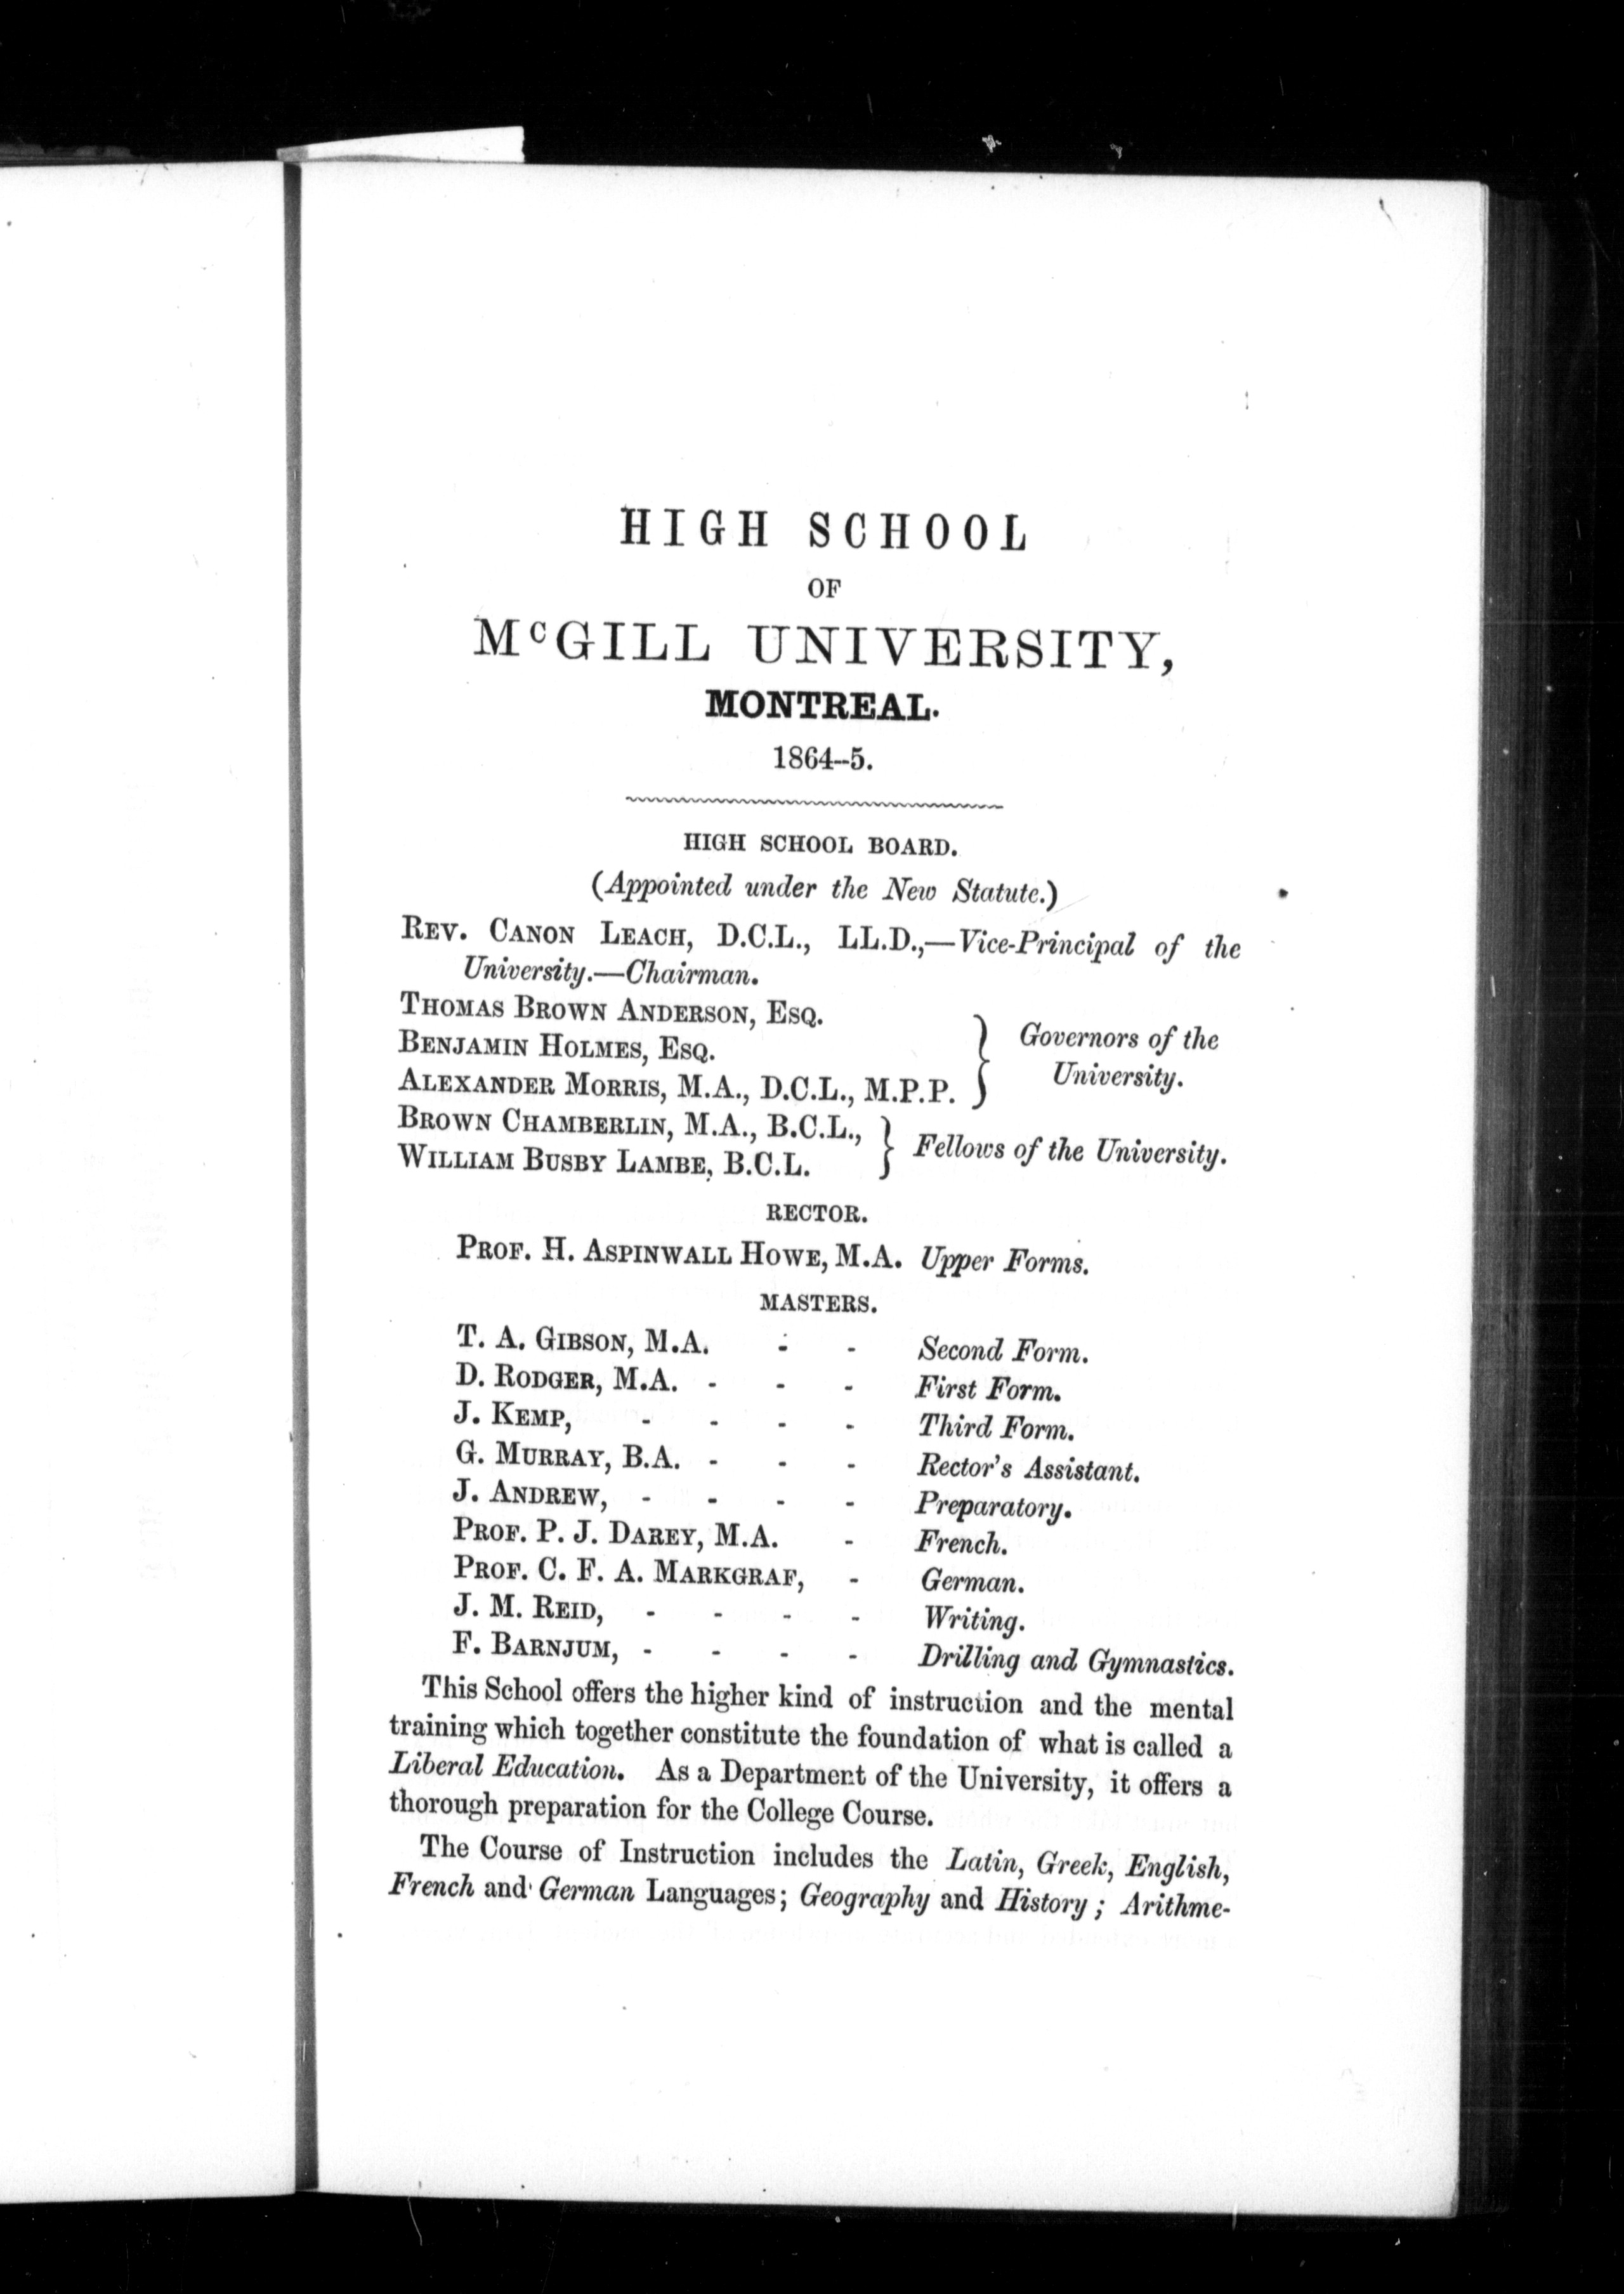 HIGH SCHOOL
OF
McGILL UNIVERSITY,
MONTREAL.
1864--5.
HIGH SCHOOL BOARD.
(Appointed under the New Statute.)
REV. CANON LEACH, D.C.L., LL.D.,—Vice-Principal of the
University.—Chairman.
THOMAS BROWN ANDERSON, ESQ.
BENJAMIN HOLMES, ESQ.
ALEXANDER MORRIS, M.A., D.C.L., M.P.P.
} Governors of the
University.
BROWN CHAMBERLIN, M.A., B.C.L.,
WILLIAM BUSBY LAMBE, B.C.L.
} Fellows of the University.
RECTOR.
PROF. H. ASPINWALL HOWE, M.A. Upper Forms.
MASTERS.
T. A. GIBSON, M.A. - - Second Form.
D. RODGER, M.A. - - - First Form.
J. KEMP, - - - - Third Form.
G. MURRAY, B.A. - - - Rector's Assistant.
J. ANDREW, - - - - Preparatory.
PROF. P. J. DAREY, M.A. - French.
PROF. C. F. A. MARKGRAF, - German.
J. M. REID, - - - - Writing.
F. BARNJUM, - - - - Drilling and Gymnastics.
This School offers the higher kind of instruction and the mental
training which together constitute the foundation of what is called a
Liberal Education. As a Department of the University, it offers a
thorough preparation for the College Course.
The Course of Instruction includes the Latin, Greek, English,
French and German Languages; Geography and History; Arithme-